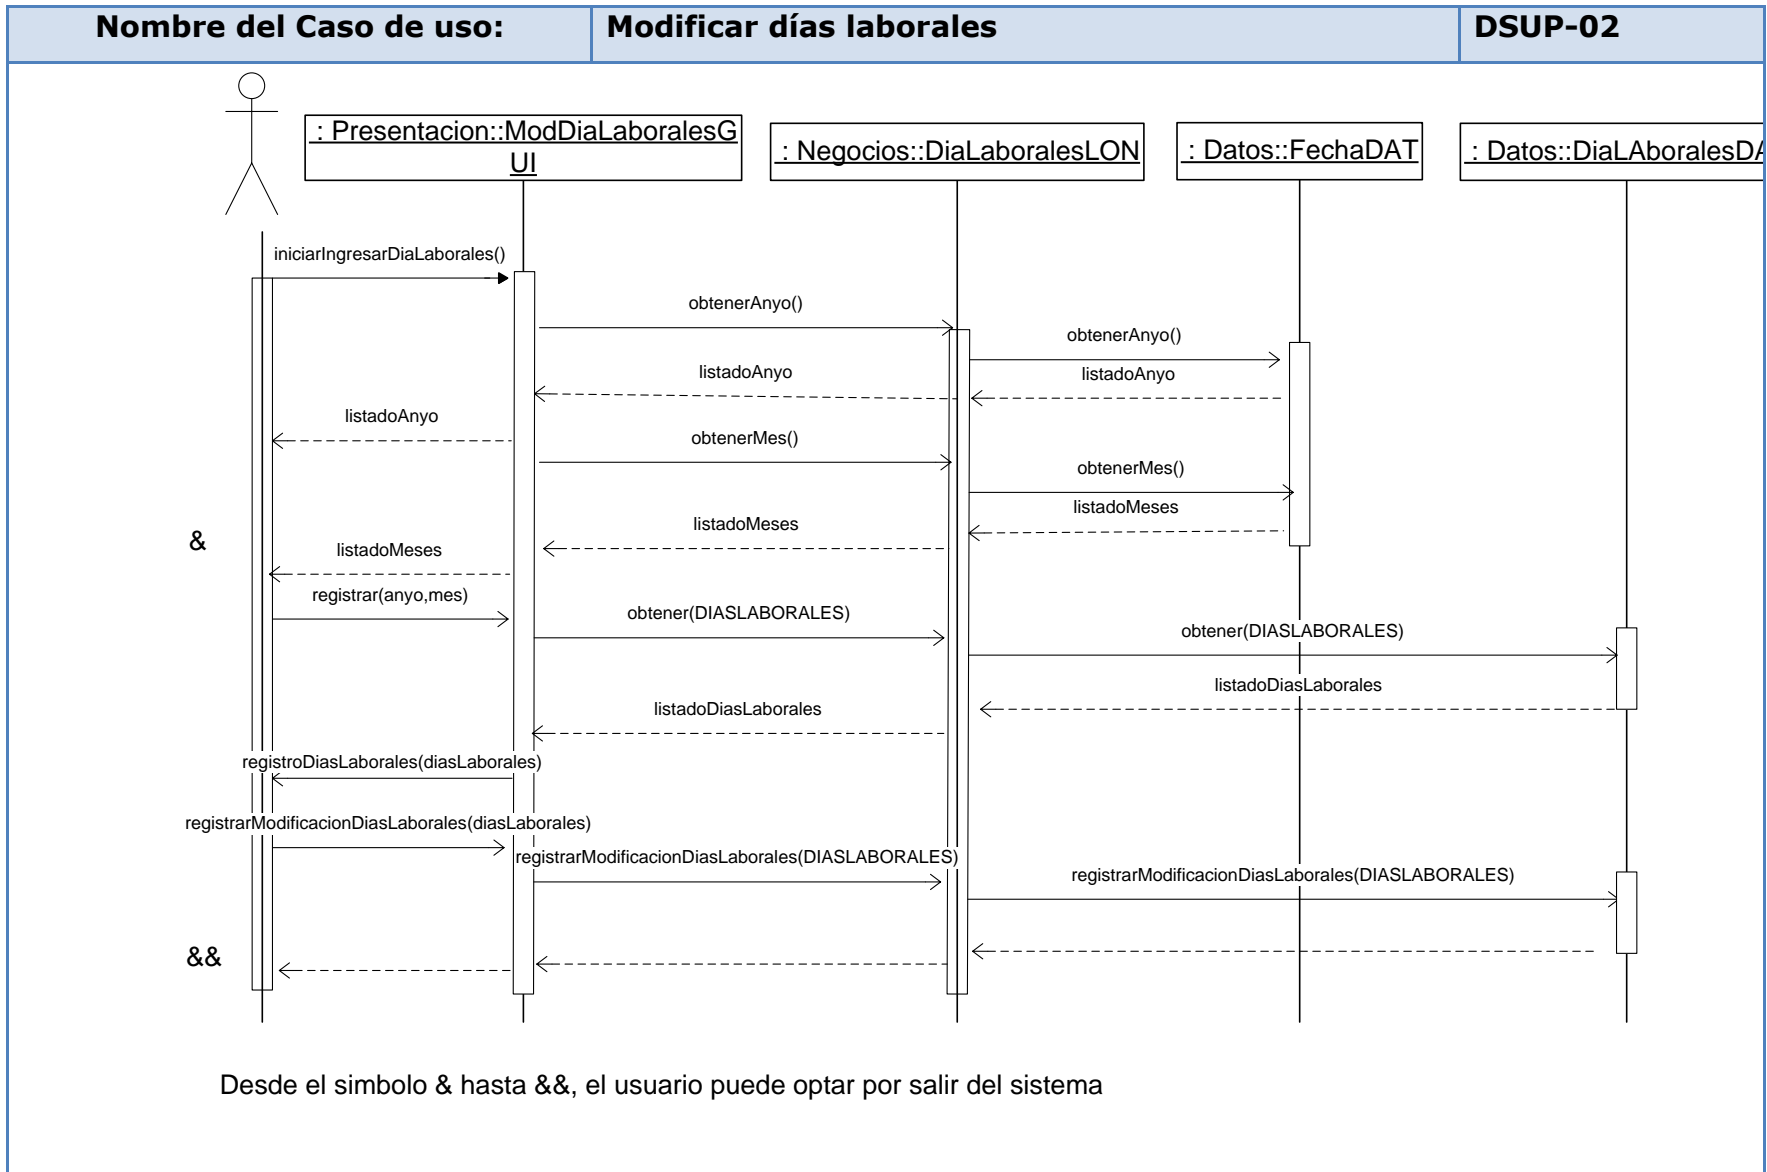 Nombre del Caso de uso: Modificar días laborales DSUP-02
: Presentacion::ModDiaLaboralesG
UI
: Negocios::DiaLaboralesLON
: Datos::FechaDAT
: Datos::DiaLAboralesDA
iniciarIngresarDiaLaborales()
obtenerAnyo()
obtenerAnyo()
listadoAnyo
listadoAnyo
listadoAnyo
obtenerMes()
obtenerMes()
listadoMeses
listadoMeses
&
listadoMeses
registrar(anyo,mes)
obtener(DIASLABORALES)
obtener(DIASLABORALES)
listadoDiasLaborales
listadoDiasLaborales
registroDiasLaborales(diasLaborales)
registrarModificacionDiasLaborales(diasLaborales)
registrarModificacionDiasLaborales(DIASLABORALES)
registrarModificacionDiasLaborales(DIASLABORALES)
&&
Desde el simbolo & hasta &&, el usuario puede optar por salir del sistema